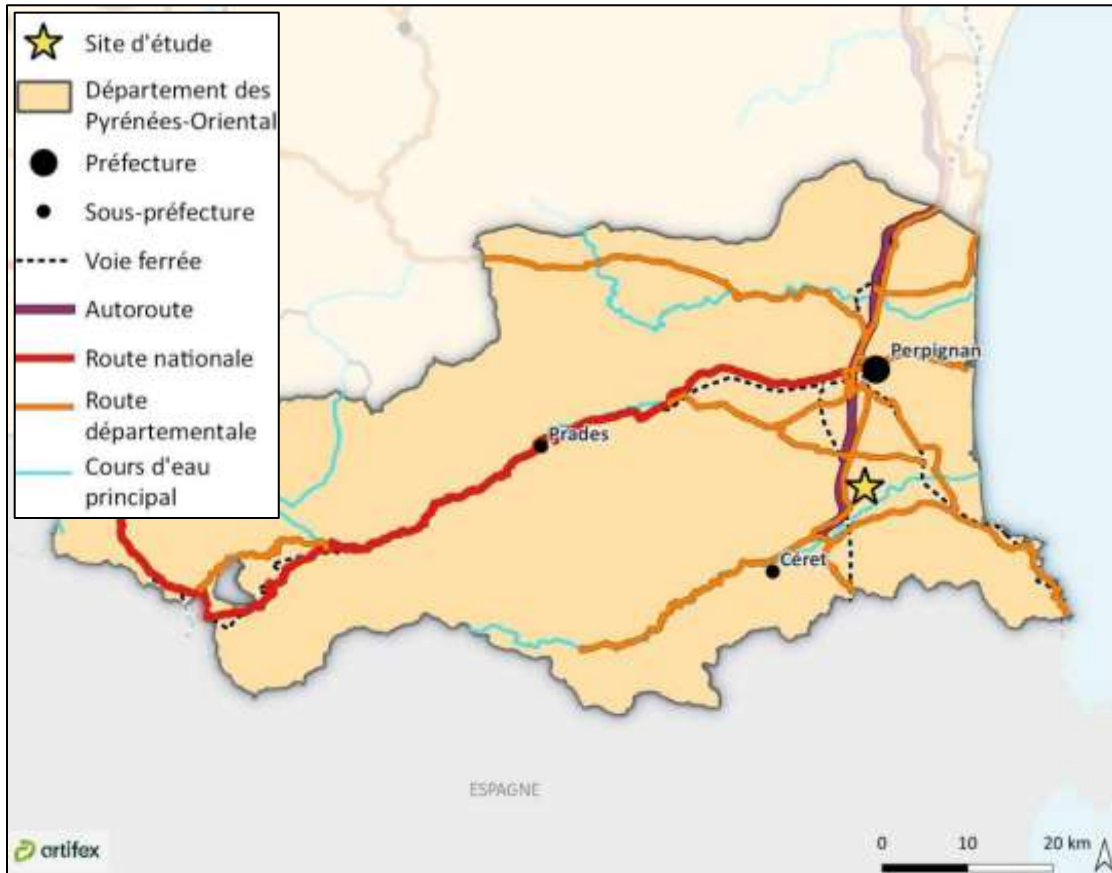 Site d'étude
Département des
Pyrénées-Oriental
Préfecture
Sous-préfecture
Voie ferrée
Autoroute
Route nationale
Route
départementale
Cours d'eau
principal
Perpignan
Prades
Céret
ESPAGNE
artifex
0 10 20 km